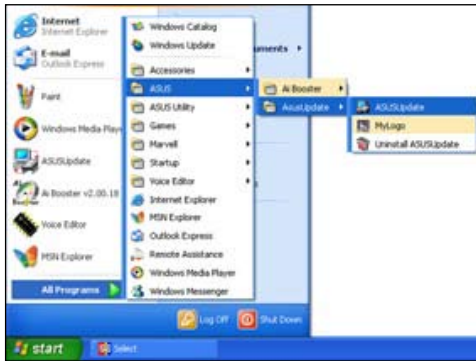 Internet
Internet Explorer
E-mail
Outlook Express
Paint
Windows Media Play
ASUSUpdate
Ai Booster v2.00.18
Voice Editor
MSN Explorer
All Programs
Windows Catalog
Windows Update
Accessories
ASUS
ASUS Utility
Games
Marvell
Startup
Voice Editor
Internet Explorer
MSN Explorer
Outlook Express
Remote Assistance
Windows Media Player
Windows Messenger
uments
Ai Booster
AsusUpdate
ASUSUpdate
MyLogo
Uninstall ASUSUpdate
Log Off
Shut Down
start
Select